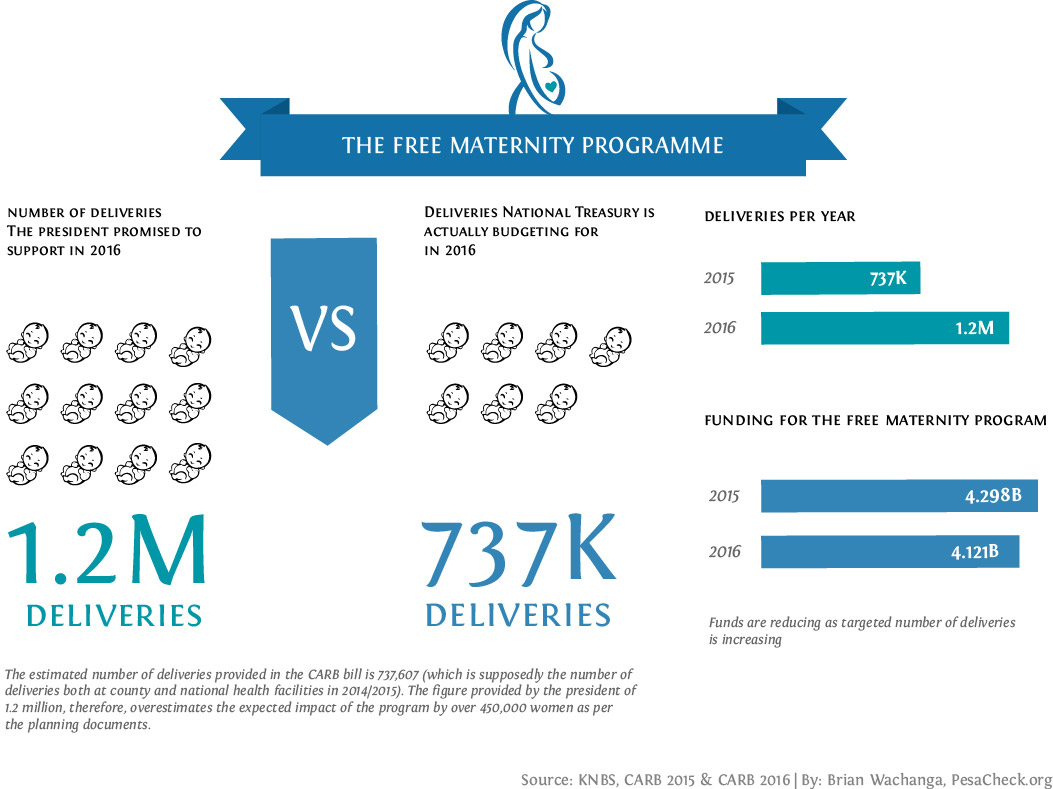 THE FREE MATERNITY PROGRAMME
NUMBER OF DELIVERIES
THE PRESIDENT PROMISED TO
SUPPORT IN 2016
VS
DELIVERIES NATIONAL TREASURY IS
ACTUALLY BUDGETING FOR
IN 2016
1.2M
DELIVERIES
737K
DELIVERIES
The estimated number of deliveries provided in the CARB bill is 737,607 (which is supposedly the number of
deliveries both at county and national health facilities in 2014/2015). The figure provided by the president of
1.2 million, therefore, overestimates the expected impact of the program by over 450,000 women as per
the planning documents.
DELIVERIES PER YEAR
2015 737K
2016 1.2M
FUNDING FOR THE FREE MATERNITY PROGRAM
2015 4.298B
2016 4.121B
Funds are reducing as targeted number of deliveries
is increasing
Source: KNBS, CARB 2015 & CARB 2016|By: Brian Wachanga, PesaCheck.org